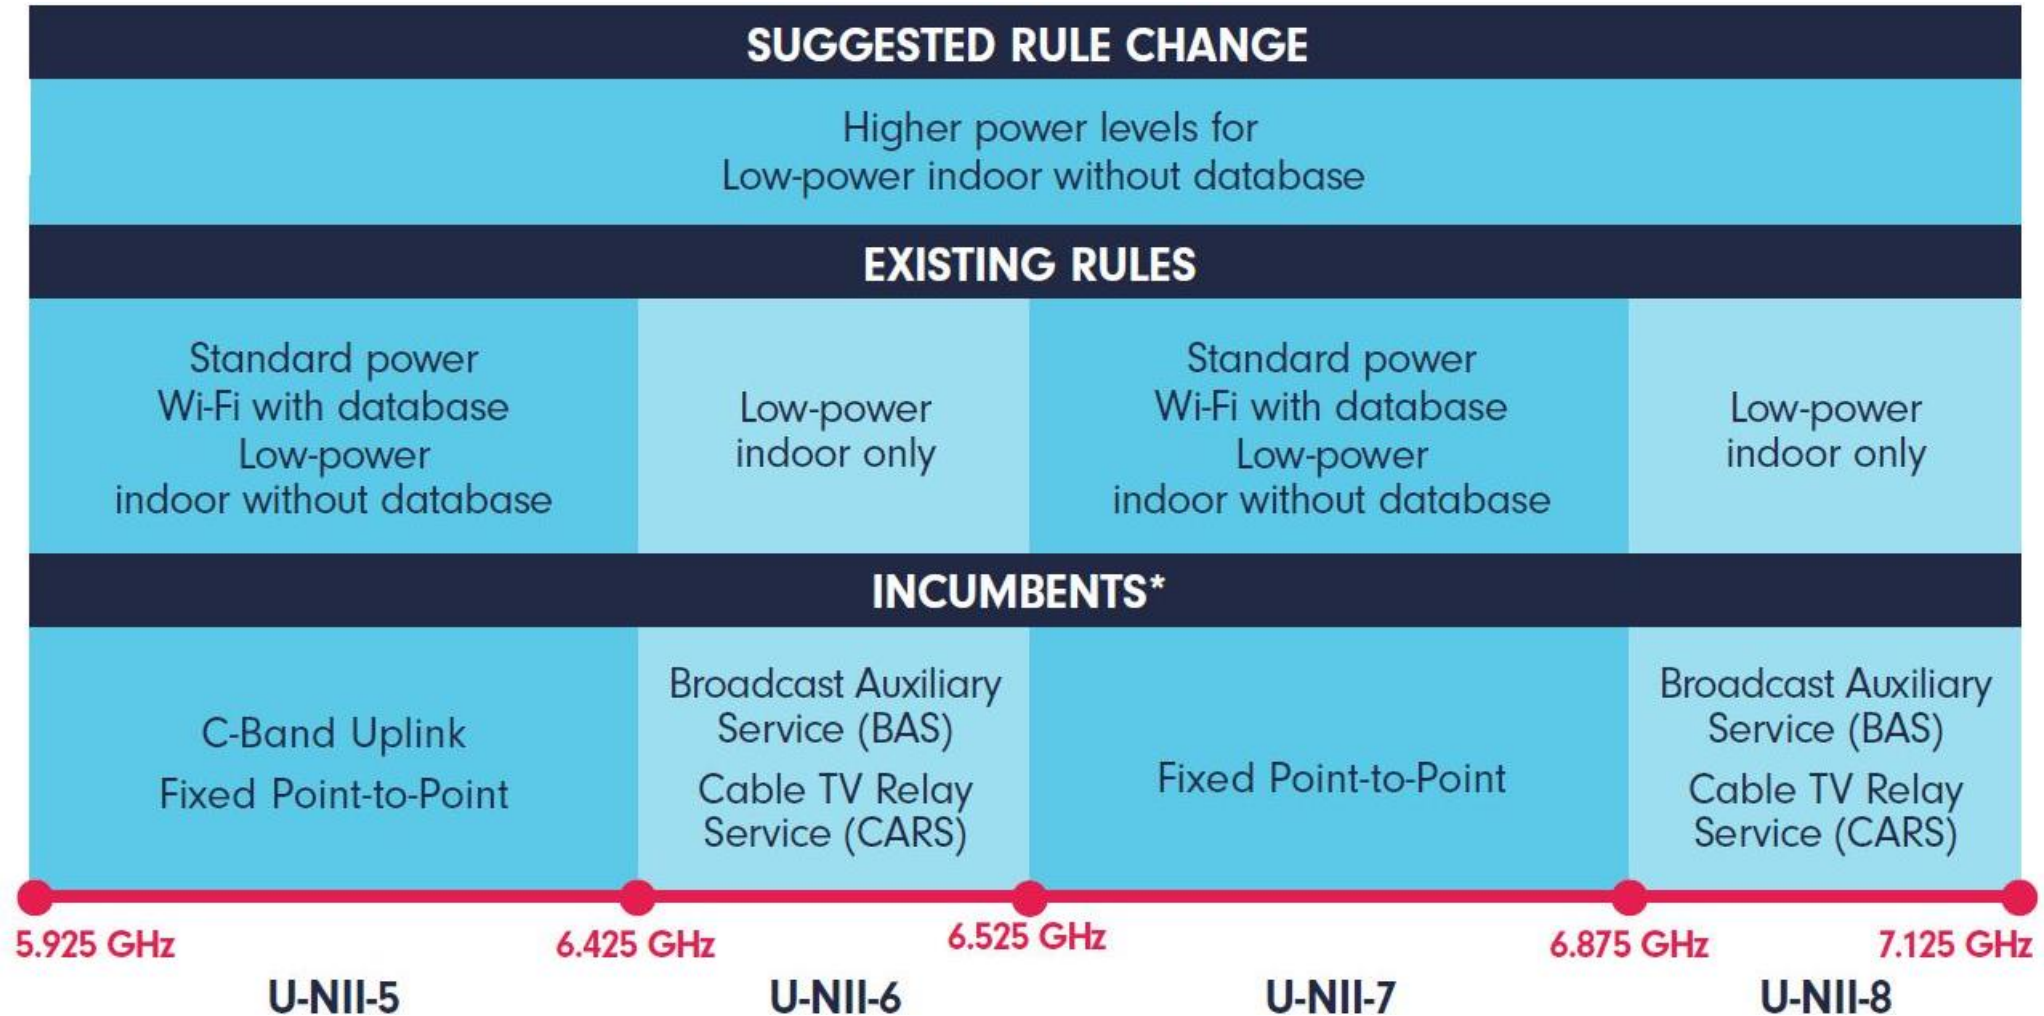 SUGGESTED RULE CHANGE
Higher power levels for
Low-power indoor without database
EXISTING RULES
Standard power
Wi-Fi with database
Low-power
indoor without database
Low-power
indoor only
Standard power
Wi-Fi with database
Low-power
indoor without database
Low-power
indoor only
INCUMBENTS*
C-Band Uplink
Fixed Point-to-Point
Broadcast Auxiliary
Service (BAS)
Cable TV Relay
Service (CARS)
Fixed Point-to-Point
Broadcast Auxiliary
Service (BAS)
Cable TV Relay
Service (CARS)
5.925 GHz
6.425 GHz
6.525 GHz
6.875 GHz
7.125 GHz
U-NII-5
U-NII-6
U-NII-7
U-NII-8